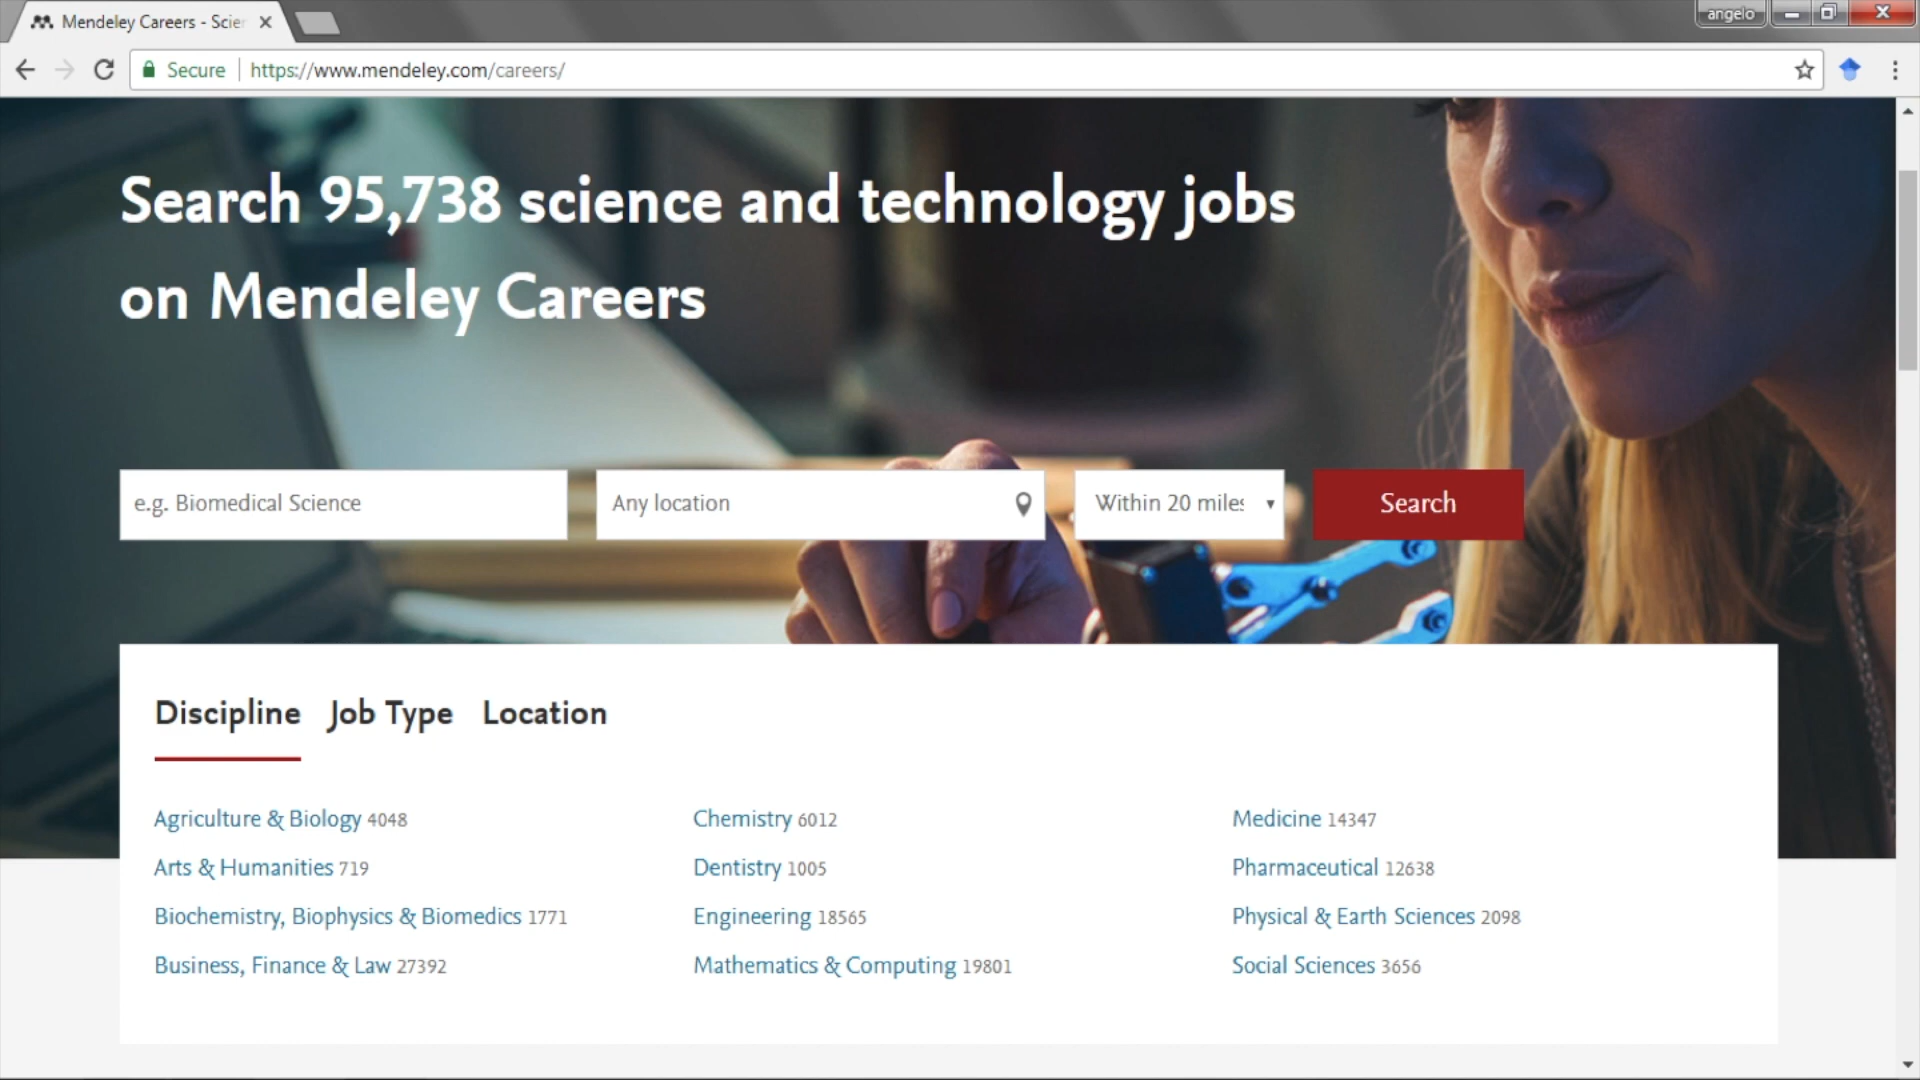 Mendeley Careers - Scie
angelo
Secure https://www.mendeley.com/careers/
Search 95,738 science and technology jobs
on Mendeley Careers
e.g. Biomedical Science
Any location
Within 20 miles
Search
Discipline Job Type Location
Agriculture & Biology 4048
Arts & Humanities 719
Biochemistry, Biophysics & Biomedics 1771
Business, Finance & Law 27392
Chemistry 6012
Dentistry 1005
Engineering 18565
Mathematics & Computing 19801
Medicine 14347
Pharmaceutical 12638
Physical & Earth Sciences 2098
Social Sciences 3656